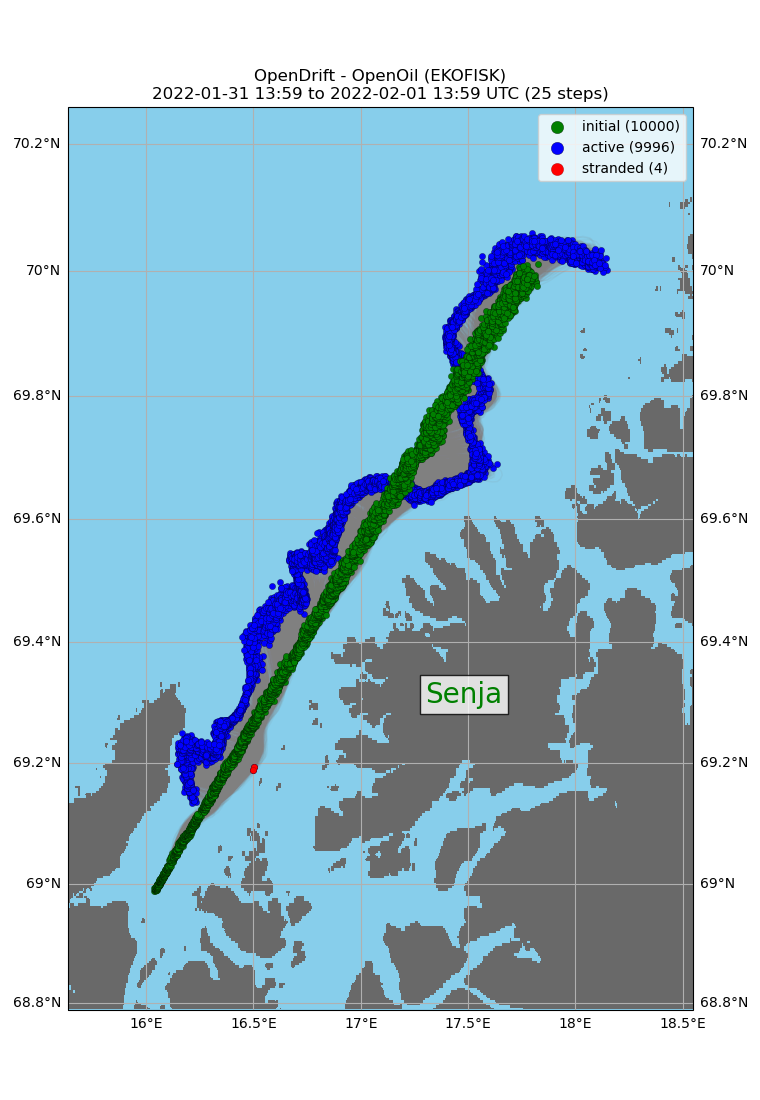 OpenDrift - OpenOil (EKOFISK)
2022-01-31 13:59 to 2022-02-01 13:59 UTC (25 steps)
initial (10000)
active (9996)
stranded (4)
70.2°N 70.2°N
70°N 70°N
69.8°N 69.8°N
69.6°N 69.6°N
69.4°N 69.4°N
Senja
69.2°N 69.2°N
69°N 69°N
68.8°N 68.8°N
16°E 16.5°E 17°E 17.5°E 18°E 18.5°E